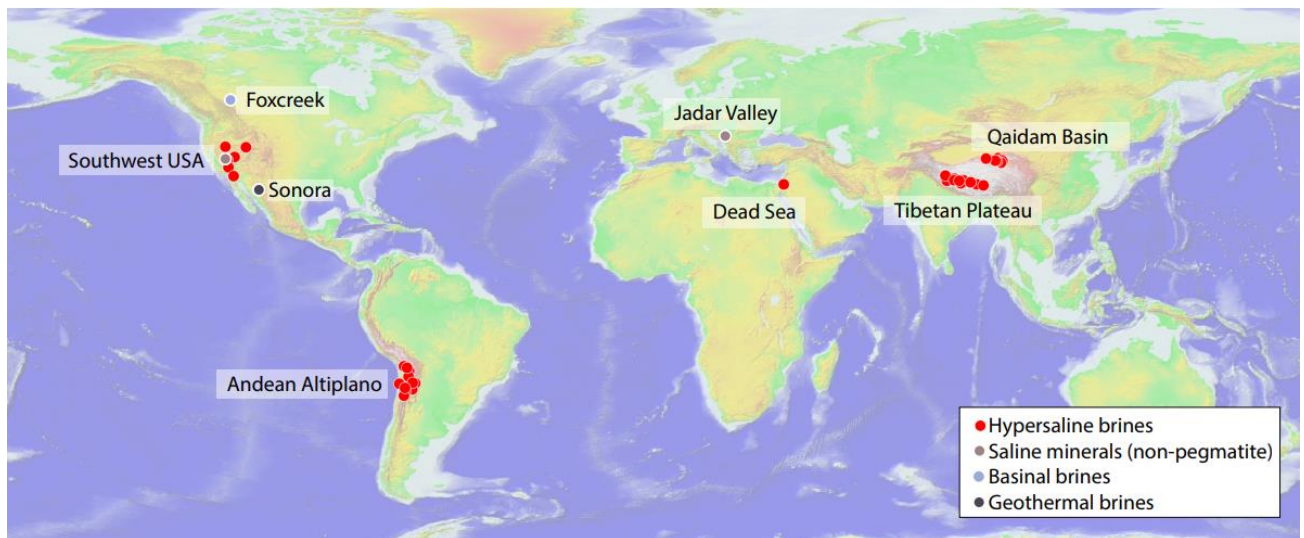 Foxcreek
Jadar Valley
Qaidam Basin
Southwest USA
Sonora
Dead Sea
Tibetan Plateau
Andean Altiplano
Hypersaline brines
Saline minerals (non-pegmatite)
Basinal brines
Geothermal brines